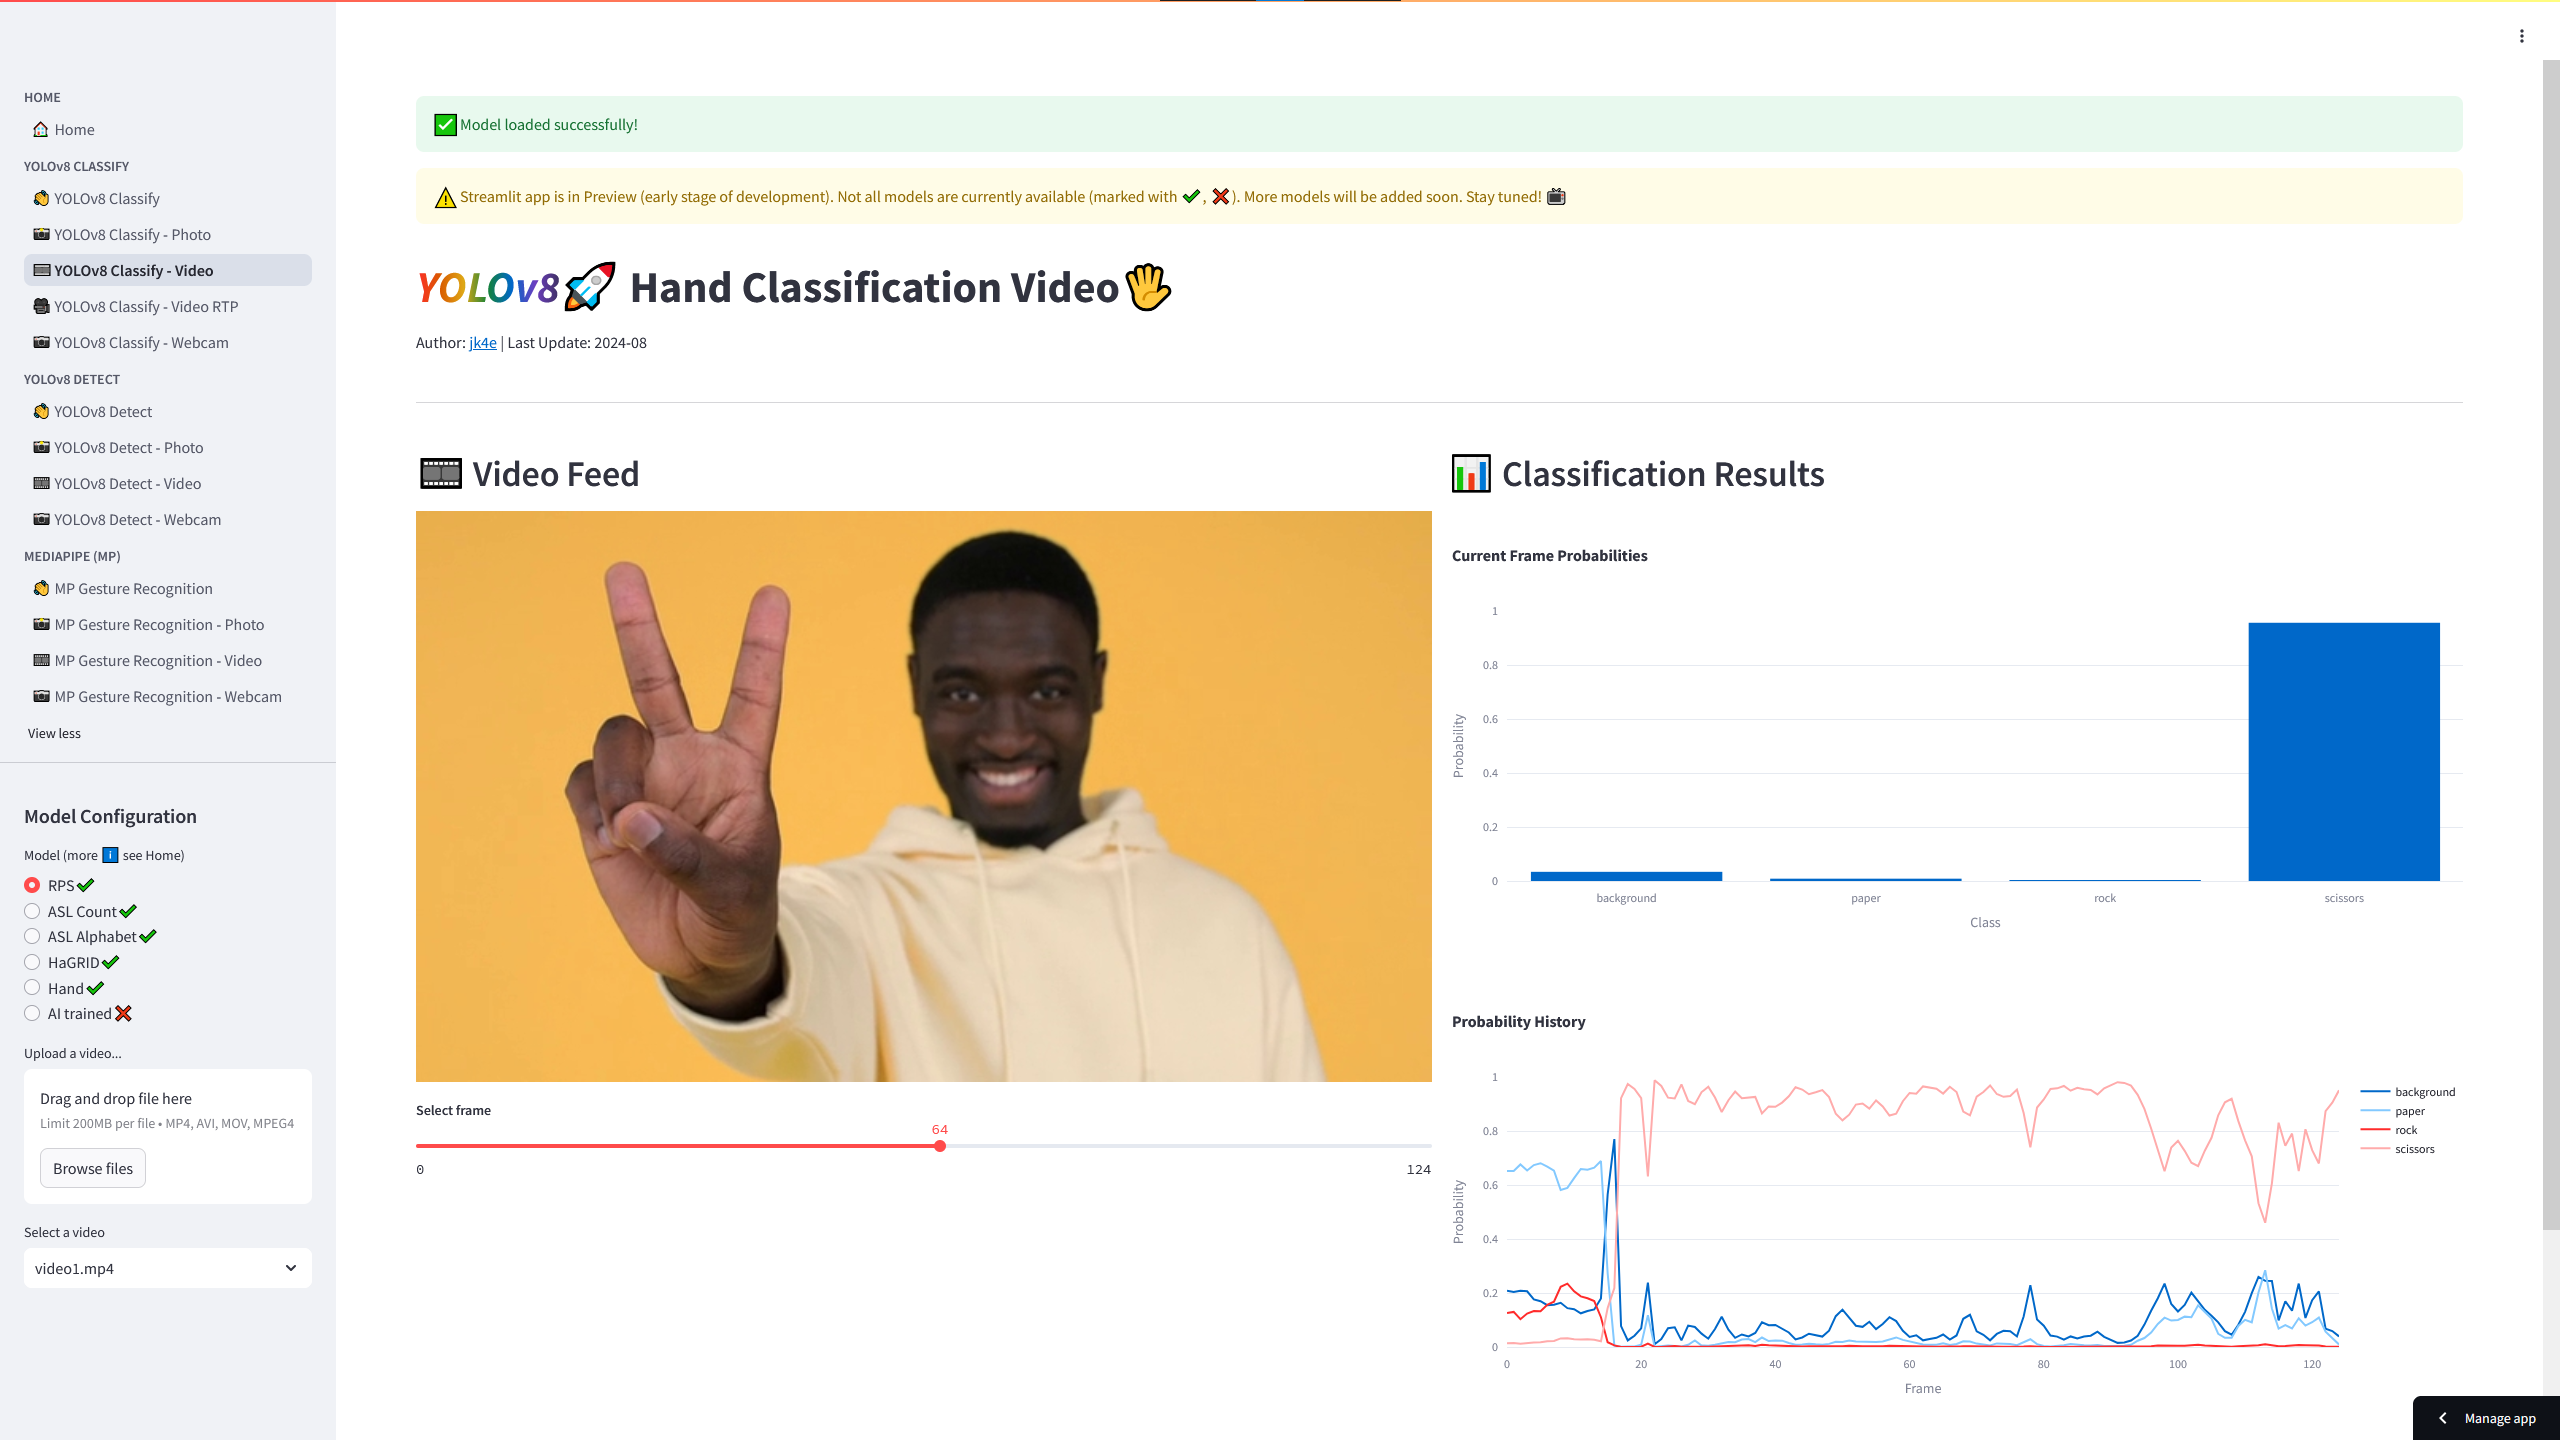 HOME
Home
YOLOv8 CLASSIFY
YOLOv8 Classify
YOLOv8 Classify - Photo
YOLOv8 Classify - Video
YOLOv8 Classify - Video RTP
YOLOv8 Classify - Webcam
YOLOv8 DETECT
YOLOv8 Detect
YOLOv8 Detect - Photo
YOLOv8 Detect - Video
YOLOv8 Detect - Webcam
MEDIAPIPE (MP)
MP Gesture Recognition
MP Gesture Recognition - Photo
MP Gesture Recognition - Video
MP Gesture Recognition - Webcam
View less
Model Configuration
Model (more ℹ️ see Home)
RPS✔️
ASL Count✔️
ASL Alphabet✔️
HaGRID✔️
Hand✔️
AI trained❌
Upload a video...
Drag and drop file here
Limit 200MB per file • MP4, AVI, MOV, MPEG4
Browse files
Select a video
video1.mp4
✅ Model loaded successfully!
⚠️ Streamlit app is in Preview (early stage of development). Not all models are currently available (marked with ✔️, ❌). More models will be added soon. Stay tuned! 📺
YOLOv8🚀 Hand Classification Video🖐️
Author: jk4e | Last Update: 2024-08
Video Feed
Select frame
64
0
124
Classification Results
Current Frame Probabilities
Probability
1
0.8
0.6
0.4
0.2
0
background
paper
rock
scissors
Class
Probability History
Probability
1
0.8
0.6
0.4
0.2
0
0
20
40
60
80
100
120
Frame
background
paper
rock
scissors
Manage app